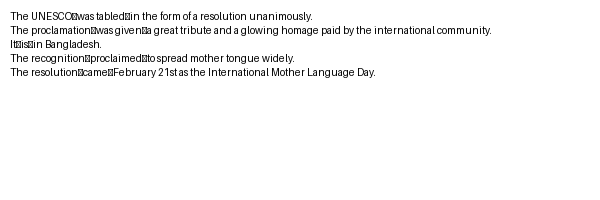 The UNESCO▯was tabled▯in the form of a resolution unanimously.
The proclamation▯was given▯a great tribute and a glowing homage paid by the international community.
It▯is▯in Bangladesh.
The recognition▯proclaimed▯to spread mother tongue widely.
The resolution▯came▯February 21st as the International Mother Language Day.